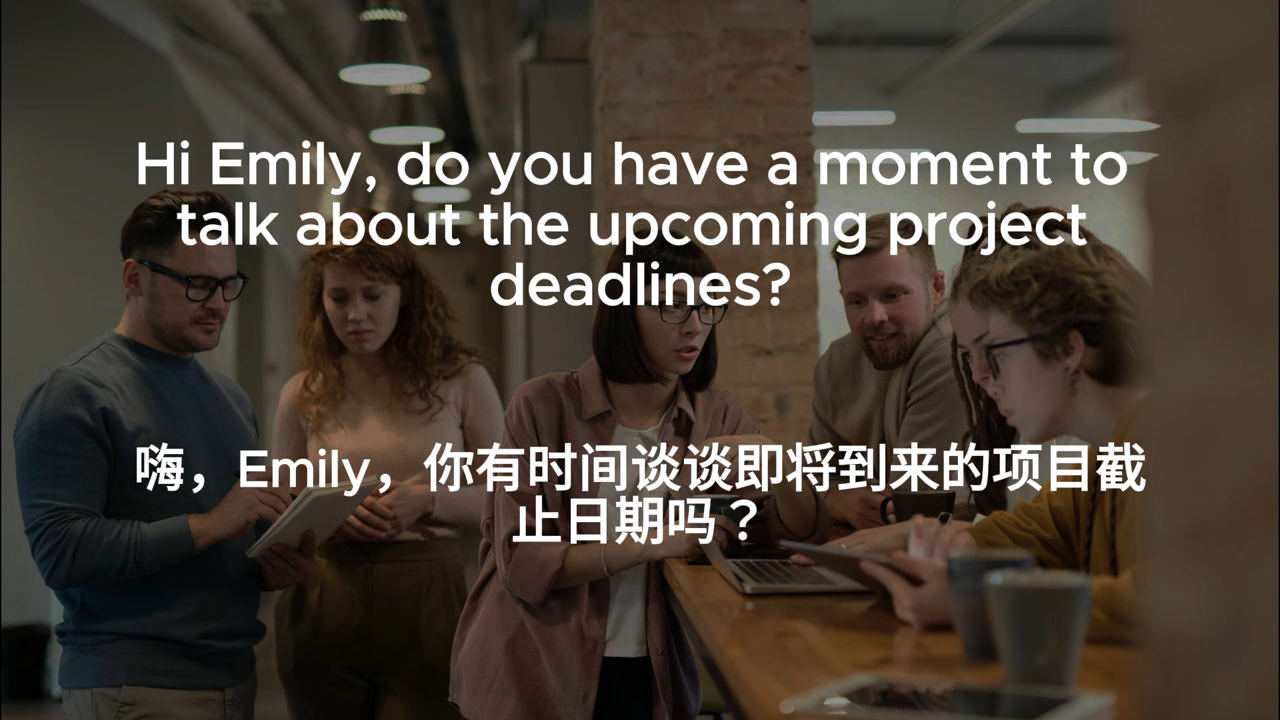 Hi Emily, do you have a moment to
talk about the upcoming project
deadlines?
嗨，Emily，你有时间谈谈即将到来的项目截
止日期吗？